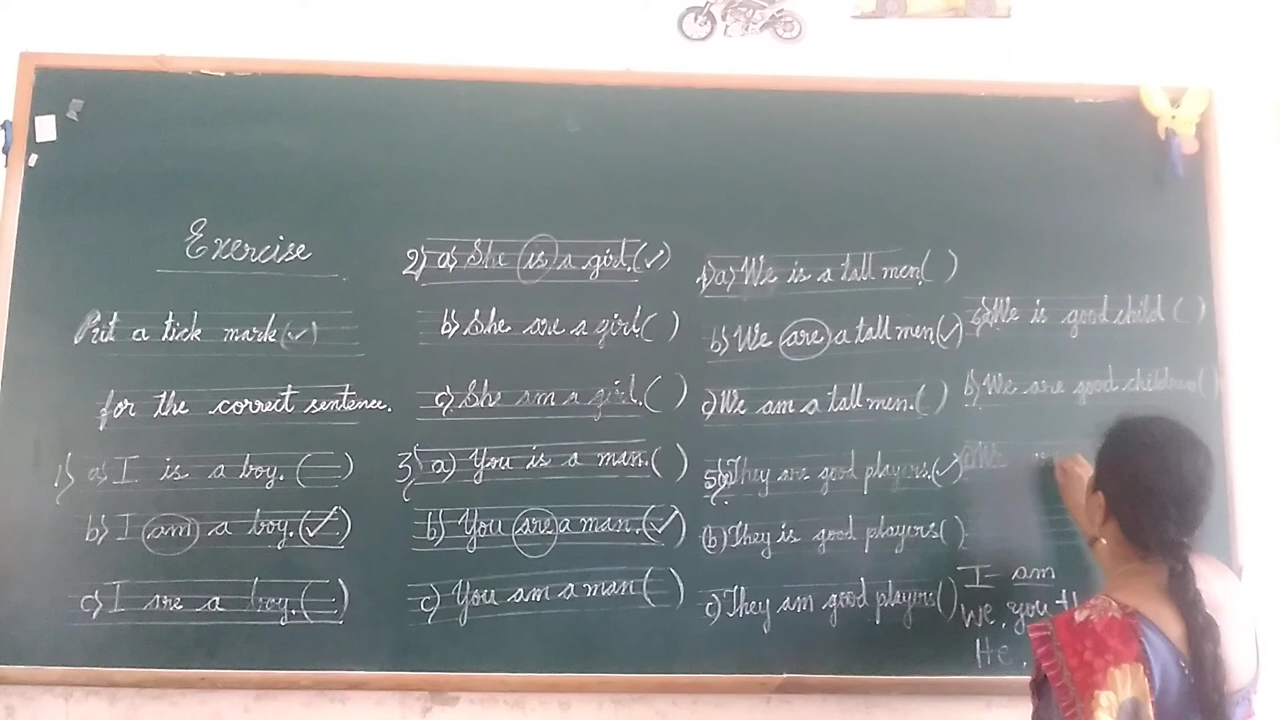 Exercise
Put a tick mark (✓)
for the correct sentence.
1) a) I is a boy. ( )
b) I am a boy. (✓)
c) I are a boy. ( )
2) a) She is a girl. (✓)
b) She are a girl. ( )
c) She am a girl. ( )
3) a) You is a man. ( )
b) You are a man. (✓)
c) You am a man ( )
4) a) We is a tall men. ( )
b) We are a tall men (✓)
c) We am a tall men. ( )
5) a) They are good players. (✓)
b) They is good players ( )
c) They am good players ( )
6) a) We is good child ( )
b) We are good children ( )
c) We
I - am
We, you
He,